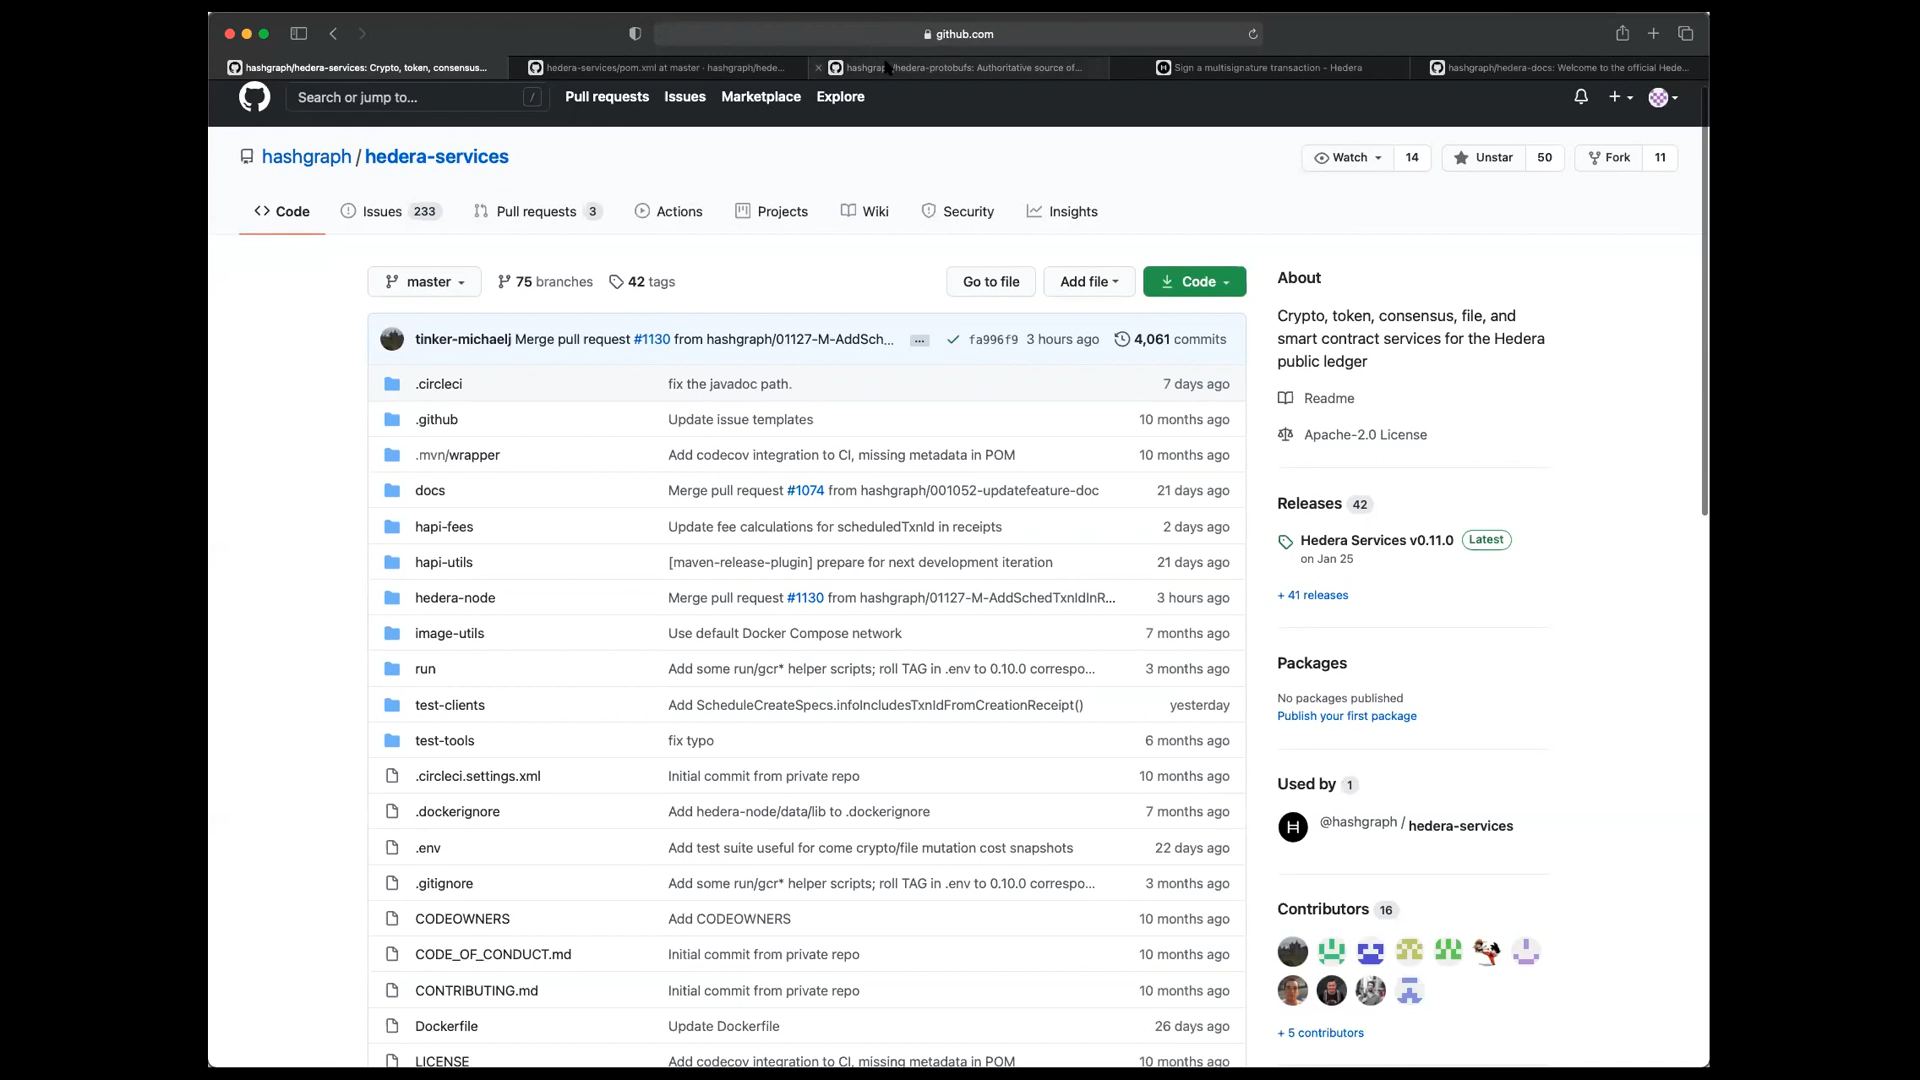 github.com
hashgraph/hedera-services: Crypto, token, consensus...
hedera-services/pom.xml at master · hashgraph/hede...
hashgraph/hedera-protobufs: Authoritative source of...
Sign a multisignature transaction - Hedera
hashgraph/hedera-docs: Welcome to the official Hede...
Search or jump to... /
Pull requests Issues Marketplace Explore
hashgraph / hedera-services
Watch 14 Unstar 50 Fork 11
Code Issues 233 Pull requests 3 Actions Projects Wiki Security Insights
master 75 branches 42 tags Go to file Add file Code
tinker-michaelj Merge pull request #1130 from hashgraph/01127-M-AddSch... ... fa996f9 3 hours ago 4,061 commits
.circleci fix the javadoc path. 7 days ago
.github Update issue templates 10 months ago
.mvn/wrapper Add codecov integration to CI, missing metadata in POM 10 months ago
docs Merge pull request #1074 from hashgraph/001052-updatefeature-doc 21 days ago
hapi-fees Update fee calculations for scheduledTxnId in receipts 2 days ago
hapi-utils [maven-release-plugin] prepare for next development iteration 21 days ago
hedera-node Merge pull request #1130 from hashgraph/01127-M-AddSchedTxnIdInR... 3 hours ago
image-utils Use default Docker Compose network 7 months ago
run Add some run/gcr* helper scripts; roll TAG in .env to 0.10.0 correspo... 3 months ago
test-clients Add ScheduleCreateSpecs.infoIncludesTxnIdFromCreationReceipt() yesterday
test-tools fix typo 6 months ago
.circleci.settings.xml Initial commit from private repo 10 months ago
.dockerignore Add hedera-node/data/lib to .dockerignore 7 months ago
.env Add test suite useful for come crypto/file mutation cost snapshots 22 days ago
.gitignore Add some run/gcr* helper scripts; roll TAG in .env to 0.10.0 correspo... 3 months ago
CODEOWNERS Add CODEOWNERS 10 months ago
CODE_OF_CONDUCT.md Initial commit from private repo 10 months ago
CONTRIBUTING.md Initial commit from private repo 10 months ago
Dockerfile Update Dockerfile 26 days ago
LICENSE Add codecov integration to CI, missing metadata in POM 10 months ago
About
Crypto, token, consensus, file, and
smart contract services for the Hedera
public ledger
Readme
Apache-2.0 License
Releases 42
Hedera Services v0.11.0 Latest
on Jan 25
+ 41 releases
Packages
No packages published
Publish your first package
Used by 1
H @hashgraph / hedera-services
Contributors 16
+ 5 contributors